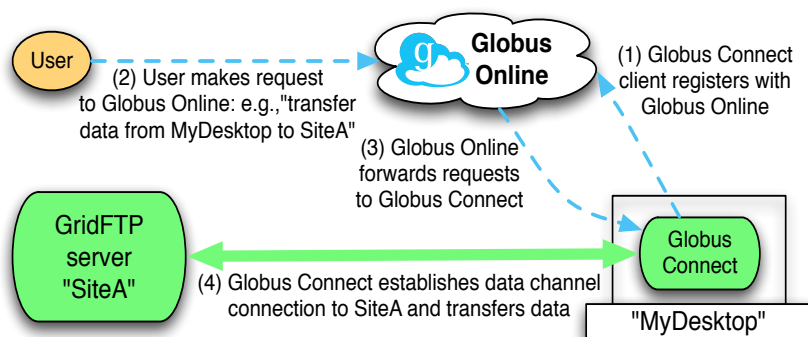 User
(2) User makes request
to Globus Online: e.g.,"transfer
data from MyDesktop to SiteA"
g
Globus
Online
(1) Globus Connect
client registers with
Globus Online
(3) Globus Online
forwards requests
to Globus Connect
GridFTP
server
"SiteA"
(4) Globus Connect establishes data channel
connection to SiteA and transfers data
Globus
Connect
"MyDesktop"